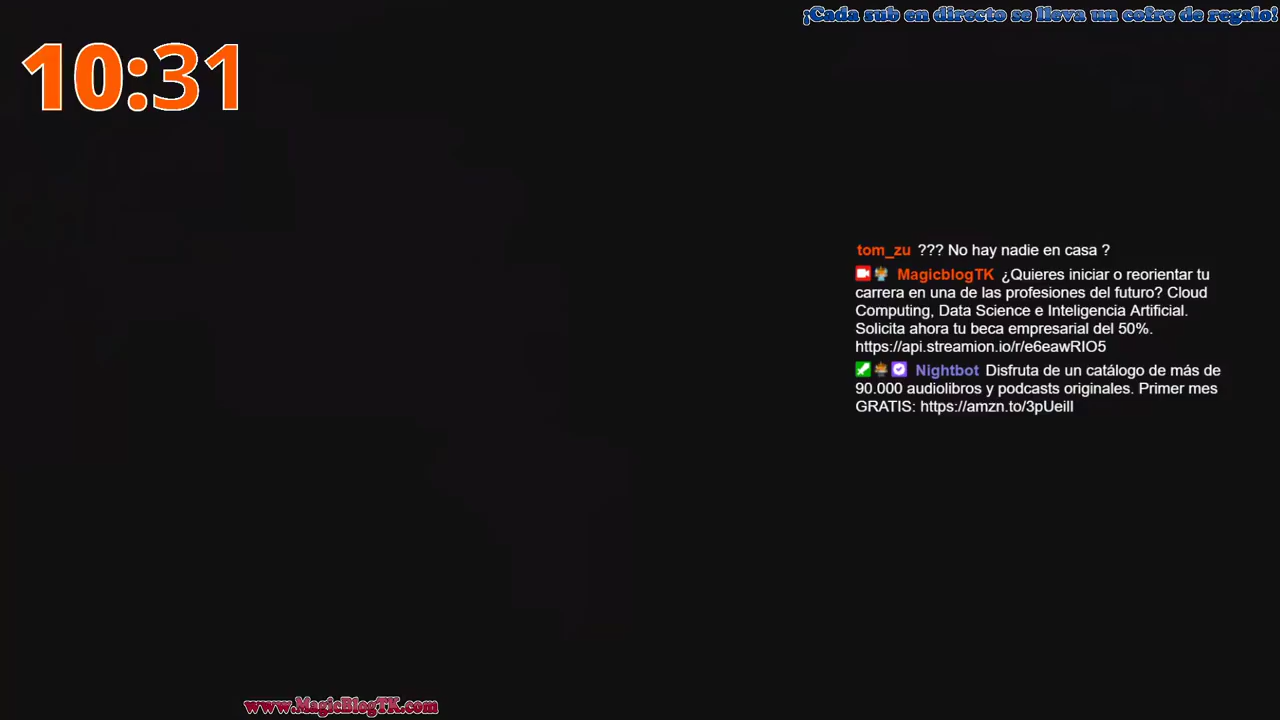 ¡Cada sub en directo se lleva un cofre de regalo!
10:31
tom_zu ??? No hay nadie en casa ?
MagicblogTK ¿Quieres iniciar o reorientar tu
carrera en una de las profesiones del futuro? Cloud
Computing, Data Science e Inteligencia Artificial.
Solicita ahora tu beca empresarial del 50%.
https://api.streamion.io/r/e6eawRIO5
Nightbot Disfruta de un catálogo de más de
90.000 audiolibros y podcasts originales. Primer mes
GRATIS: https://amzn.to/3pUeilI
www.MagicBlogTK.com